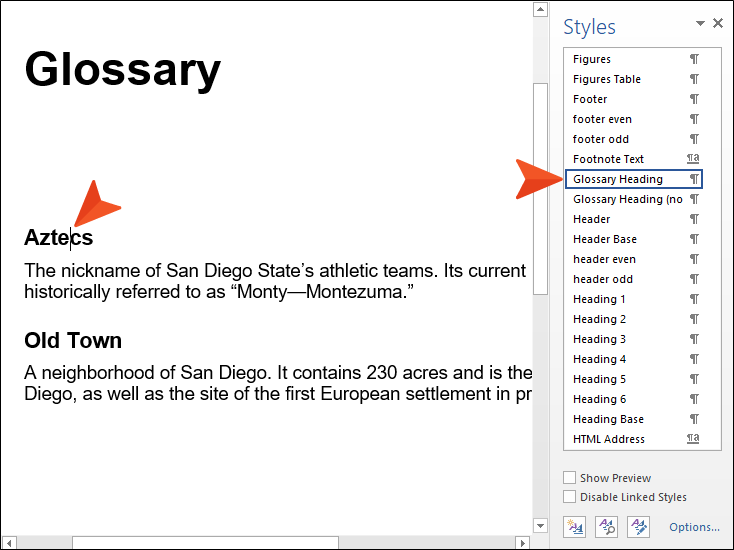 Glossary
Aztecs
The nickname of San Diego State’s athletic teams. Its current
historically referred to as “Monty—Montezuma.”
Old Town
A neighborhood of San Diego. It contains 230 acres and is the
Diego, as well as the site of the first European settlement in pr
Styles
Figures ¶
Figures Table ¶
Footer ¶
footer even ¶
footer odd ¶
Footnote Text ¶a
Glossary Heading ¶
Glossary Heading (no ¶
Header ¶
Header Base ¶
header even ¶
header odd ¶
Heading 1 ¶
Heading 2 ¶
Heading 3 ¶
Heading 4 ¶
Heading 5 ¶
Heading 6 ¶
Heading Base ¶
HTML Address ¶a
Show Preview
Disable Linked Styles
Options...